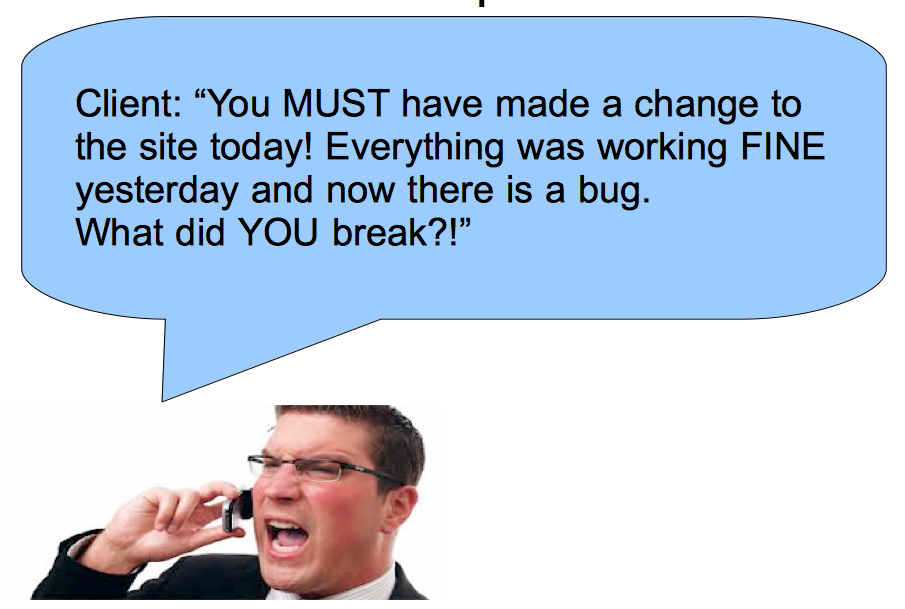 Client: “You MUST have made a change to
the site today! Everything was working FINE
yesterday and now there is a bug.
What did YOU break?!”